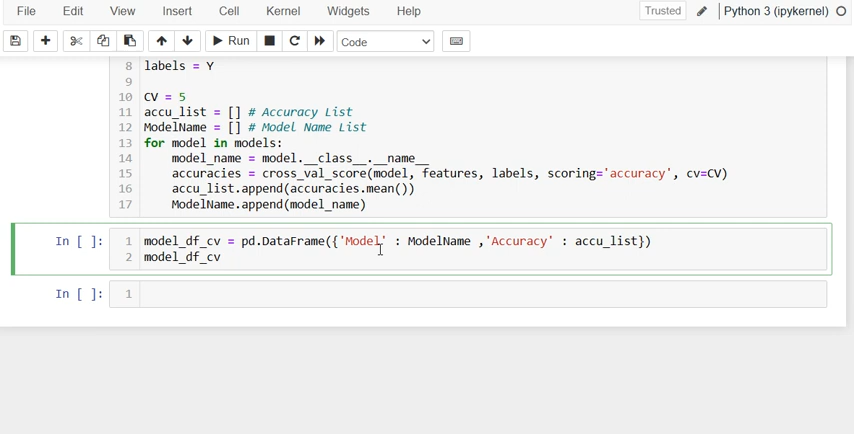 File Edit View Insert Cell Kernel Widgets Help Trusted Python 3 (ipykernel)
Run Code
8 labels = Y
9
10 CV = 5
11 accu_list = [] # Accuracy List
12 ModelName = [] # Model Name List
13 for model in models:
14 model_name = model.__class__.__name__
15 accuracies = cross_val_score(model, features, labels, scoring='accuracy', cv=CV)
16 accu_list.append(accuracies.mean())
17 ModelName.append(model_name)
In [ ]: 1 model_df_cv = pd.DataFrame({'Model' : ModelName ,'Accuracy' : accu_list})
2 model_df_cv
In [ ]: 1